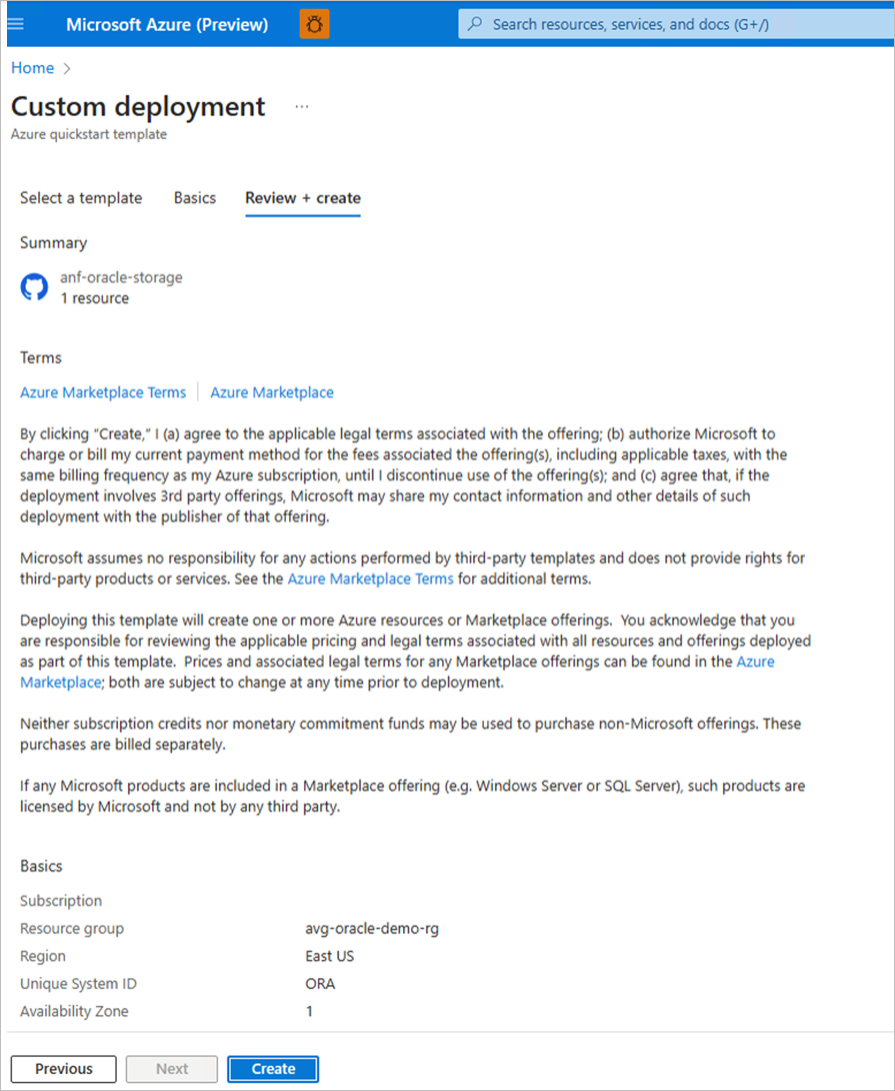 Microsoft Azure (Preview)
Search resources, services, and docs (G+/)
Home
Custom deployment
...
Azure quickstart template
Select a template
Basics
Review + create
Summary
anf-oracle-storage
1 resource
Terms
Azure Marketplace Terms
Azure Marketplace
By clicking “Create,” I (a) agree to the applicable legal terms associated with the offering; (b) authorize Microsoft to
charge or bill my current payment method for the fees associated the offering(s), including applicable taxes, with the
same billing frequency as my Azure subscription, until I discontinue use of the offering(s); and (c) agree that, if the
deployment involves 3rd party offerings, Microsoft may share my contact information and other details of such
deployment with the publisher of that offering.
Microsoft assumes no responsibility for any actions performed by third-party templates and does not provide rights for
third-party products or services. See the Azure Marketplace Terms for additional terms.
Deploying this template will create one or more Azure resources or Marketplace offerings.  You acknowledge that you
are responsible for reviewing the applicable pricing and legal terms associated with all resources and offerings deployed
as part of this template.  Prices and associated legal terms for any Marketplace offerings can be found in the Azure
Marketplace; both are subject to change at any time prior to deployment.
Neither subscription credits nor monetary commitment funds may be used to purchase non-Microsoft offerings. These
purchases are billed separately.
If any Microsoft products are included in a Marketplace offering (e.g. Windows Server or SQL Server), such products are
licensed by Microsoft and not by any third party.
Basics
Subscription
Resource group avg-oracle-demo-rg
Region East US
Unique System ID ORA
Availability Zone 1
Previous
Next
Create